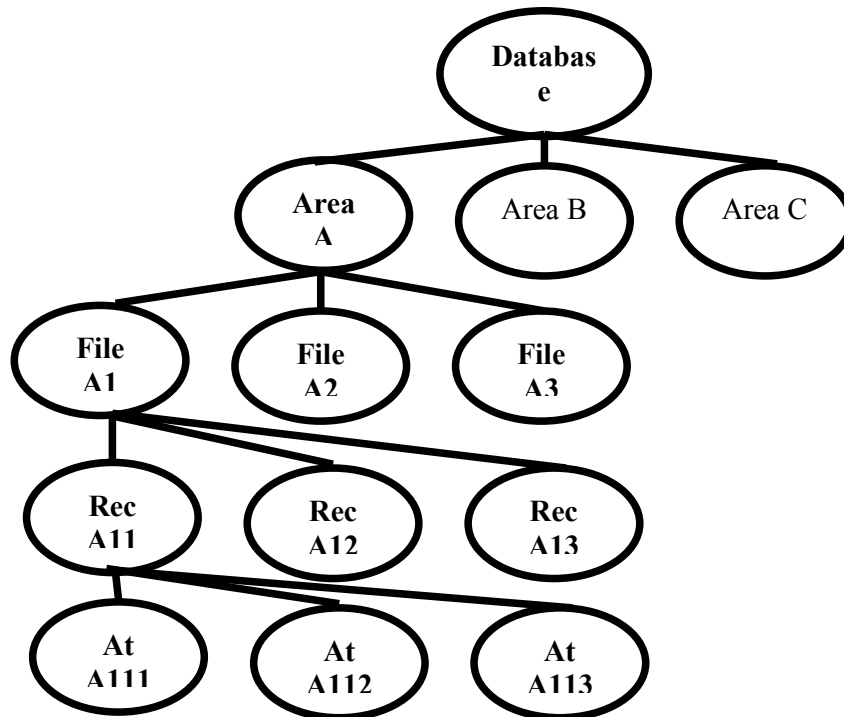 Databas
e
Area
A
Area B
Area C
File
A1
File
A2
File
A3
Rec
A11
Rec
A12
Rec
A13
At
A111
At
A112
At
A113